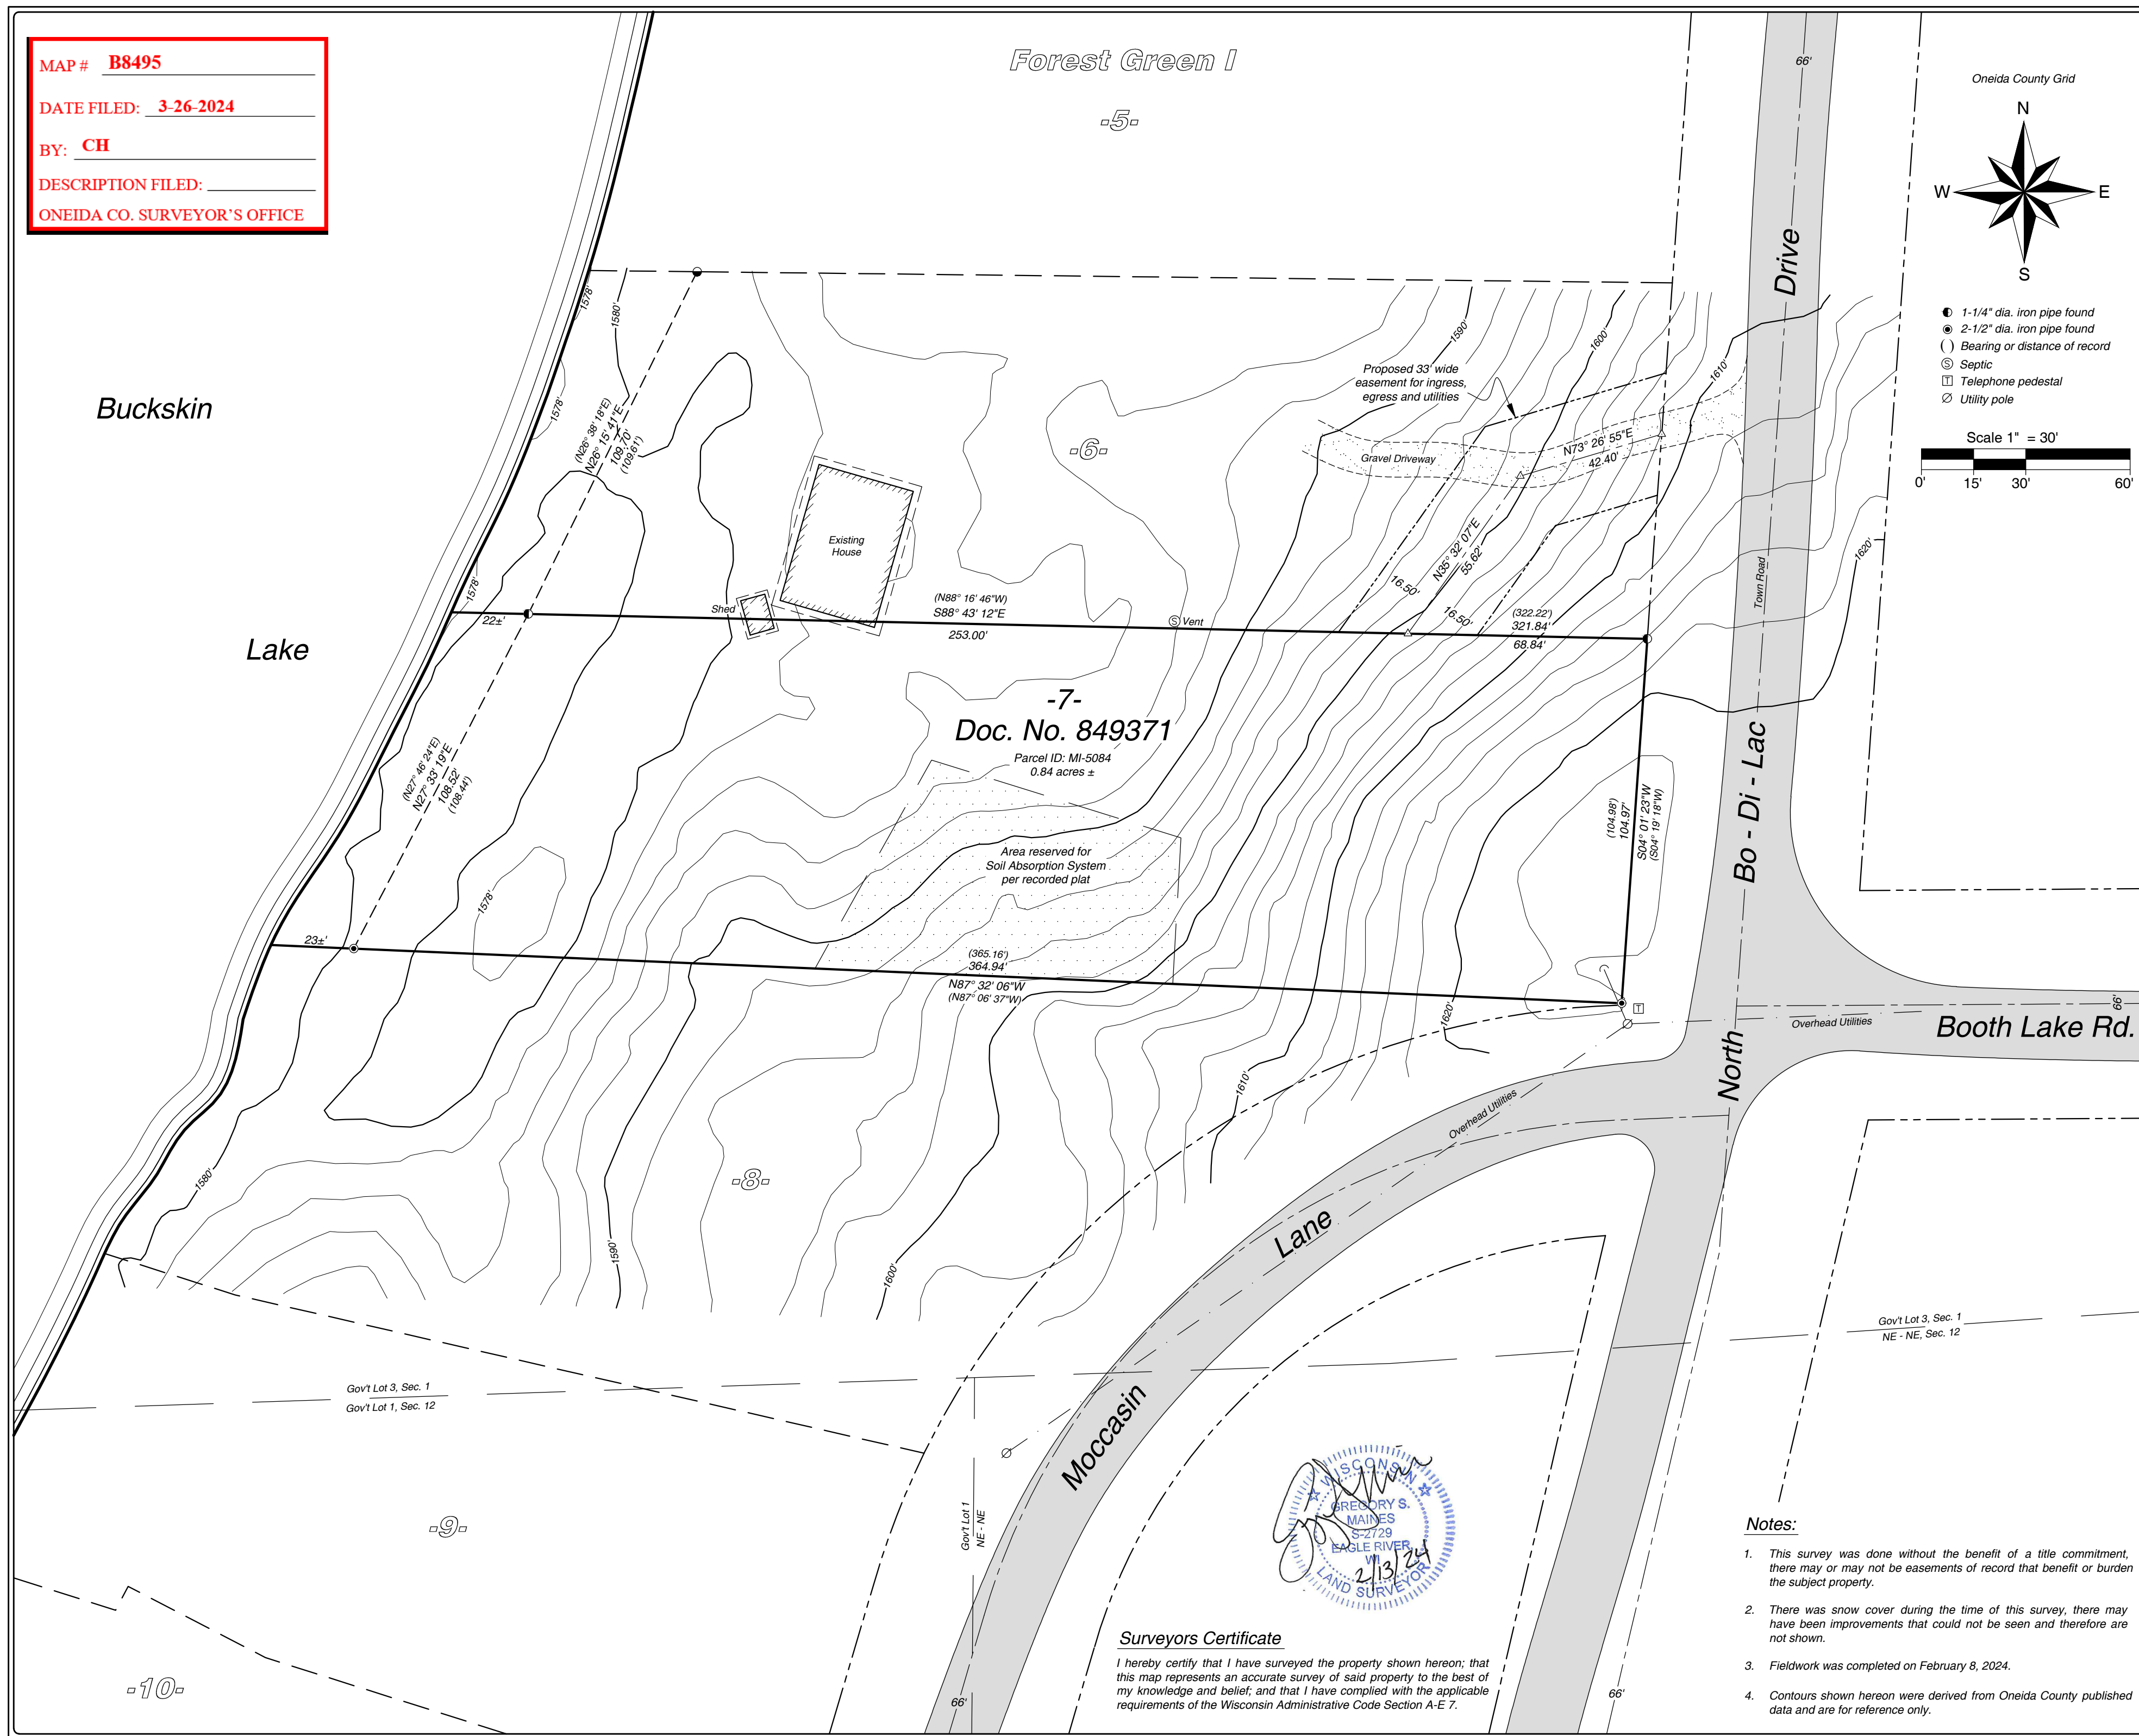 MAP # B8495
DATE FILED: 3-26-2024
BY: CH
DESCRIPTION FILED:
ONEIDA CO. SURVEYOR'S OFFICE
Forest Green I
-5-
66'
Oneida County Grid
N
W
E
S
1-1/4" dia. iron pipe found
2-1/2" dia. iron pipe found
( ) Bearing or distance of record
Ⓢ Septic
T Telephone pedestal
Ø Utility pole
Scale 1" = 30'
0' 15' 30' 60'
Buckskin
Lake
1578'
1580'
1578'
1578'
(N26° 38' 18"E)
N26° 15' 41"E
109.70'
(109.61')
-6-
Existing
House
Shed
Proposed 33' wide
easement for ingress,
egress and utilities
1590'
1600'
1610'
Gravel Driveway
N73° 26' 55"E
42.40'
N35° 32' 07"E
55.62'
16.50'
16.50'
Drive
Town Road
1620'
22±'
(N88° 16' 46"W)
S88° 43' 12"E
253.00'
Ⓢ Vent
(322.22')
321.84'
68.84'
-7-
Doc. No. 849371
Parcel ID: MI-5084
0.84 acres ±
(N27° 46' 24"E)
N27° 33' 19"E
108.52'
(108.44')
(104.98')
104.97'
S04° 01' 23"W
(S04° 19' 18"W)
Bo - Di - Lac
North
Area reserved for
Soil Absorption System
per recorded plat
1578'
23±'
(365.16')
364.94'
N87° 32' 06"W
(N87° 06' 37"W)
T
1620'
Overhead Utilities
66'
Booth Lake Rd.
1610'
Overhead Utilities
1580'
-8-
1590'
1600'
Lane
Moccasin
Gov't Lot 3, Sec. 1
NE - NE, Sec. 12
Gov't Lot 3, Sec. 1
Gov't Lot 1, Sec. 12
Gov't Lot 1
NE - NE
-9-
-10-
66'
66'
WISCONSIN
GREGORY S.
MAINES
S-2729
EAGLE RIVER,
WI
2/13/24
LAND SURVEYOR
Surveyors Certificate
I hereby certify that I have surveyed the property shown hereon; that
this map represents an accurate survey of said property to the best of
my knowledge and belief; and that I have complied with the applicable
requirements of the Wisconsin Administrative Code Section A-E 7.
Notes:
1. This survey was done without the benefit of a title commitment,
there may or may not be easements of record that benefit or burden
the subject property.
2. There was snow cover during the time of this survey, there may
have been improvements that could not be seen and therefore are
not shown.
3. Fieldwork was completed on February 8, 2024.
4. Contours shown hereon were derived from Oneida County published
data and are for reference only.